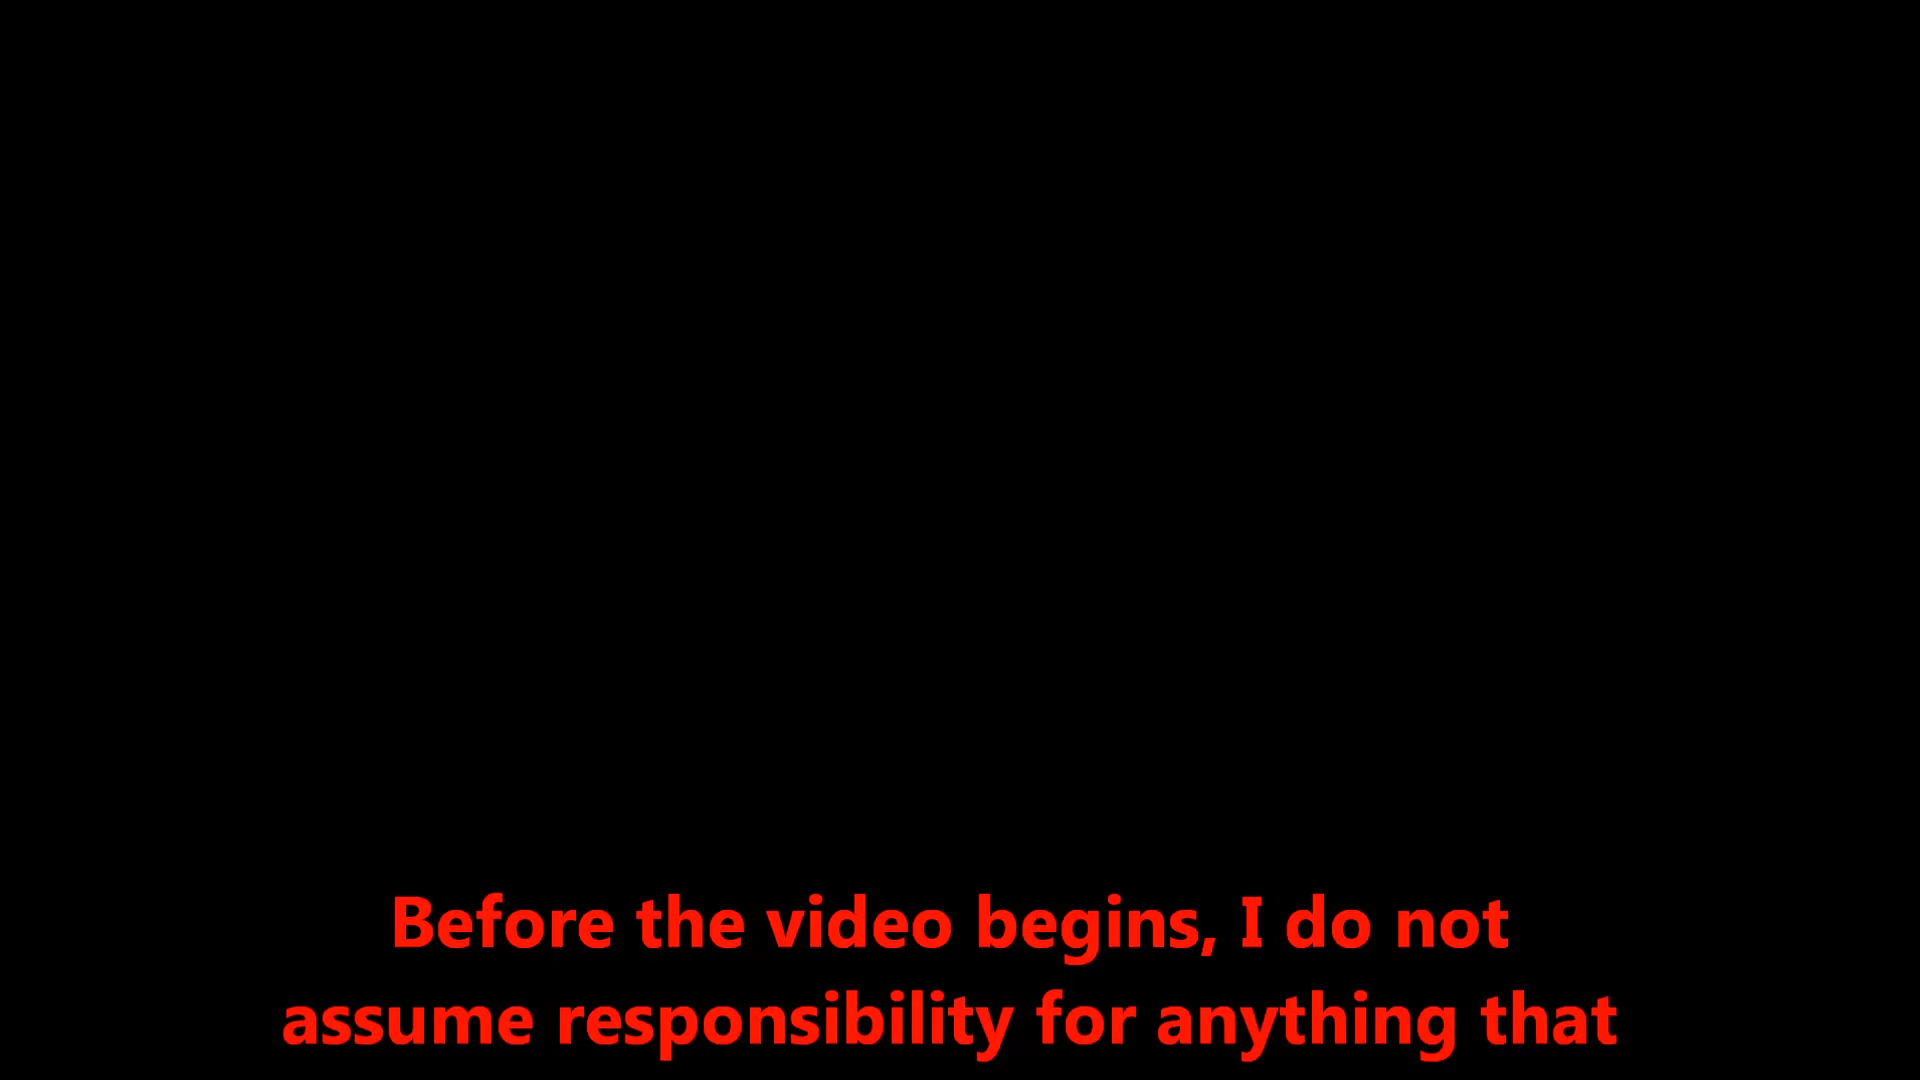 Before the video begins, I do not
assume responsibility for anything that